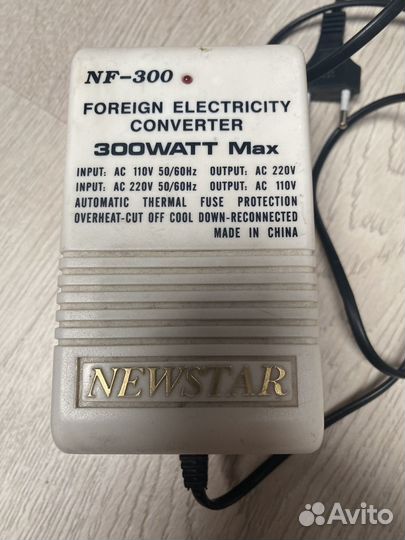 NF-300
FOREIGN ELECTRICITY
CONVERTER
300WATT Max
INPUT: AC 110V 50/60Hz OUTPUT: AC 220V
INPUT: AC 220V 50/60Hz OUTPUT: AC 110V
AUTOMATIC THERMAL FUSE PROTECTION
OVERHEAT-CUT OFF COOL DOWN-RECONNECTED
MADE IN CHINA
NEWSTAR
Avito